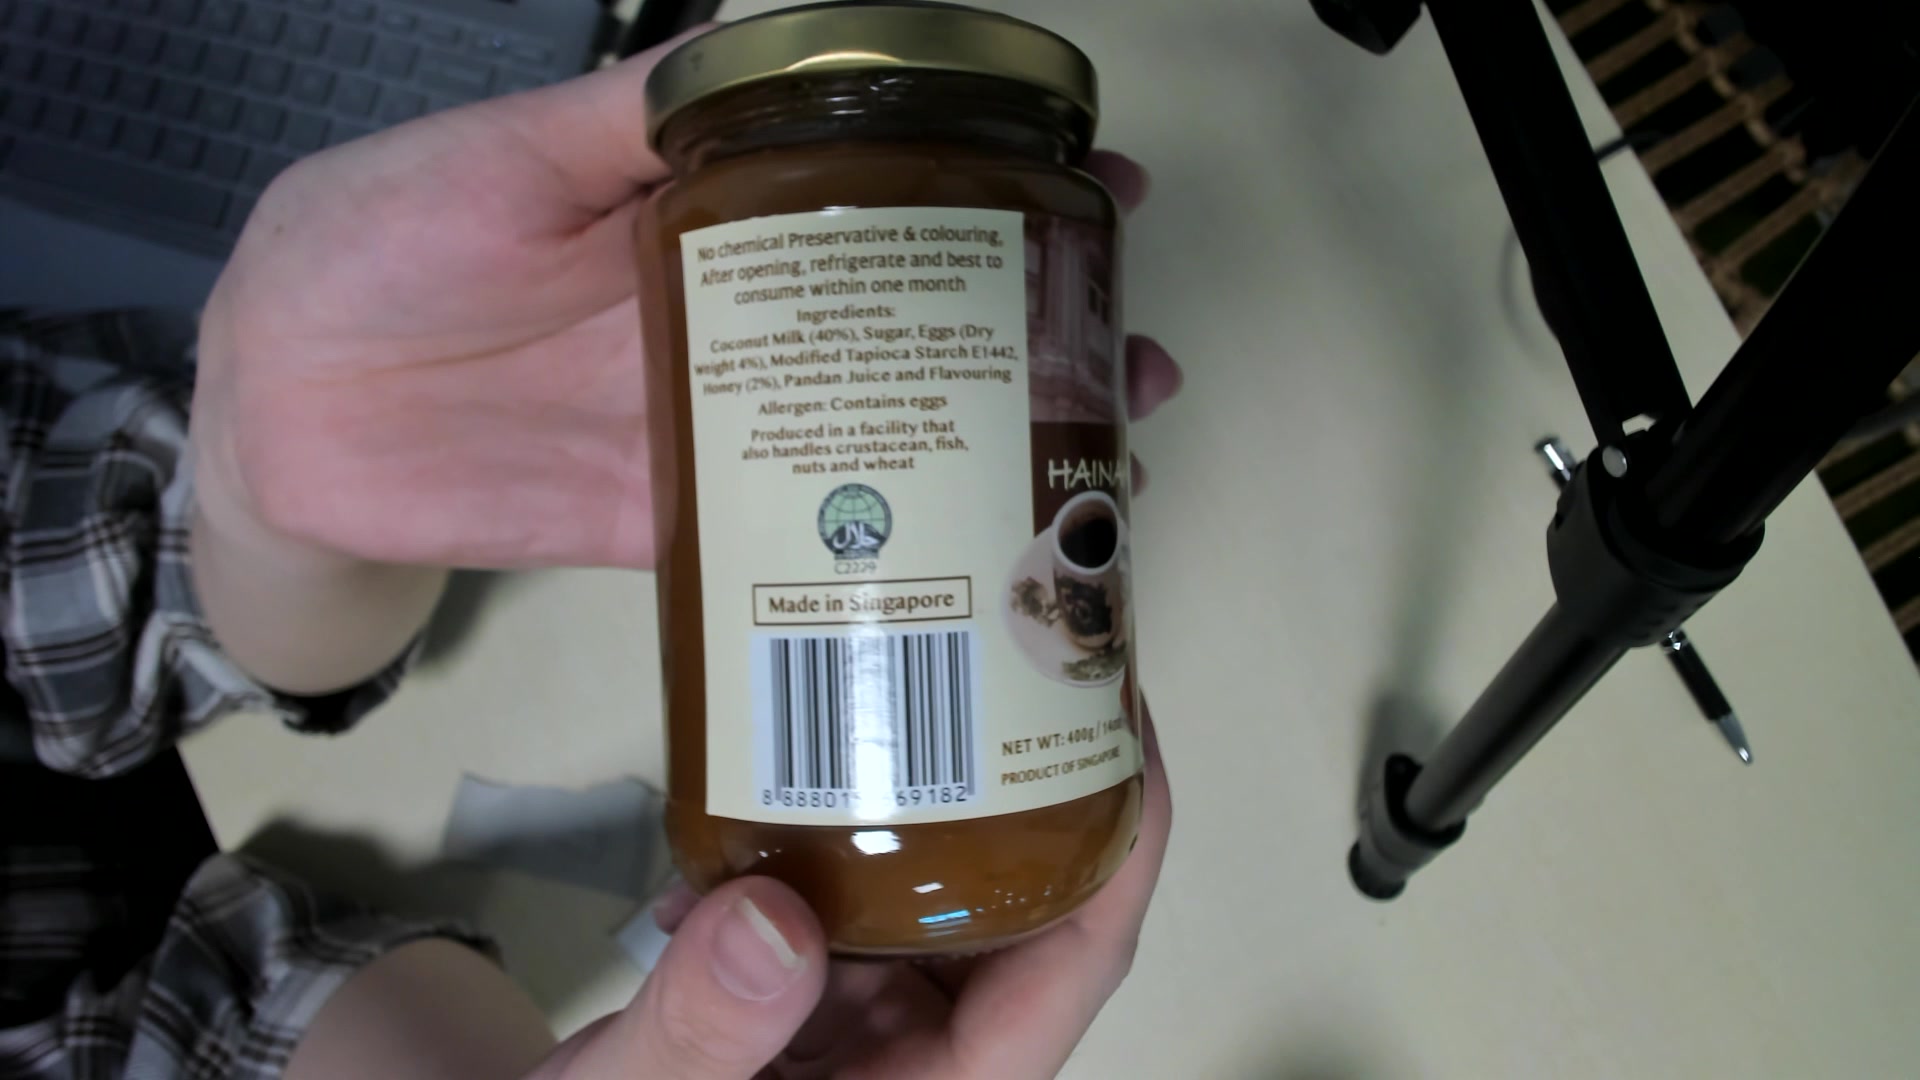 No chemical Preservative & colouring,
After opening, refrigerate and best to
consume within one month
Ingredients:
Coconut Milk (40%), Sugar, Eggs (Dry
Weight 4%), Modified Tapioca Starch E1442,
Honey (2%), Pandan Juice and Flavouring
Allergen: Contains eggs
Produced in a facility that
also handles crustacean, fish,
nuts and wheat
حلال
C2229
Made in Singapore
HAINA
NET WT: 400g / 14oz
PRODUCT OF SINGAPORE